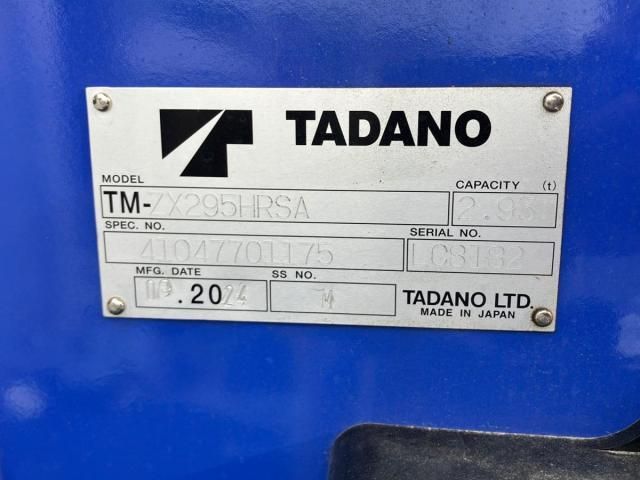 TADANO
MODEL
CAPACITY (t)
TM-ZX295HRSA
2.93
SPEC. NO.
SERIAL NO.
41047701175
MFG. DATE
SS NO.
09.2024
M
TADANO LTD.
MADE IN JAPAN